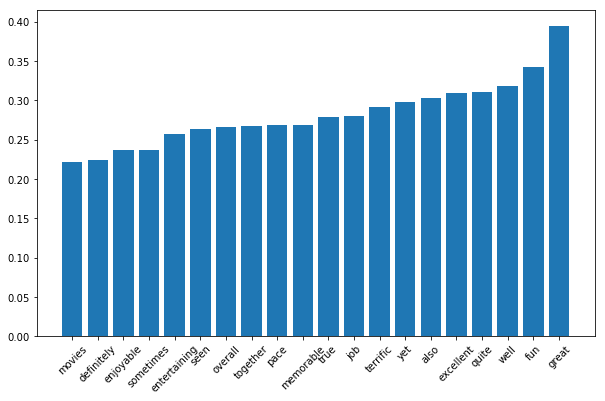 0.40
0.35
0.30
0.25
0.20
0.15
0.10
0.05
0.00
movies
definitely
enjoyable
sometimes
entertaining
seen
overall
together
pace
memorable
true
job
terrific
yet
also
excellent
quite
well
fun
great